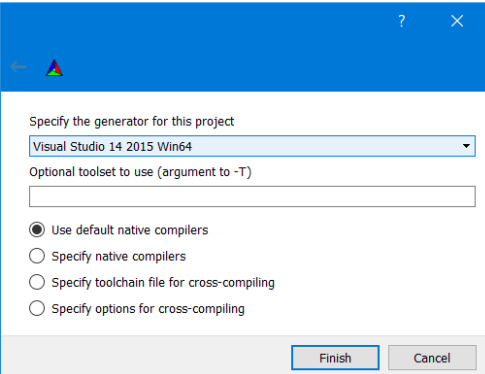 ?
Specify the generator for this project
Visual Studio 14 2015 Win64
Optional toolset to use (argument to -T)
Use default native compilers
Specify native compilers
Specify toolchain file for cross-compiling
Specify options for cross-compiling
Finish Cancel